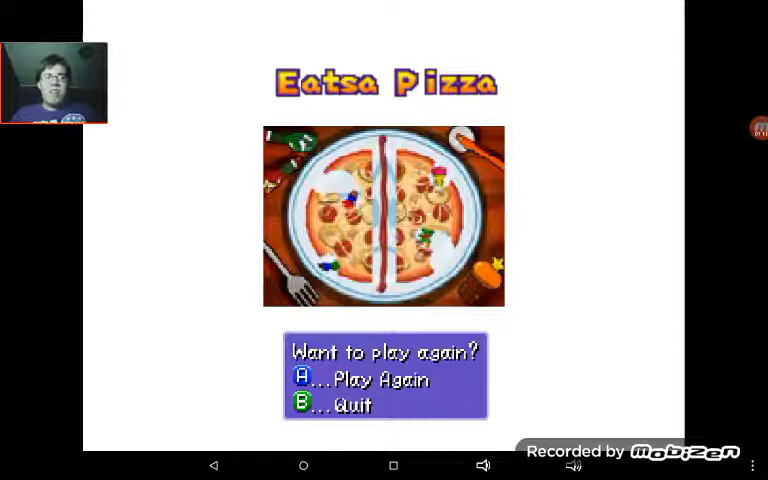 Eatsa Pizza
Want to play again?
A...Play Again
B...Quit
Recorded by Mobizen